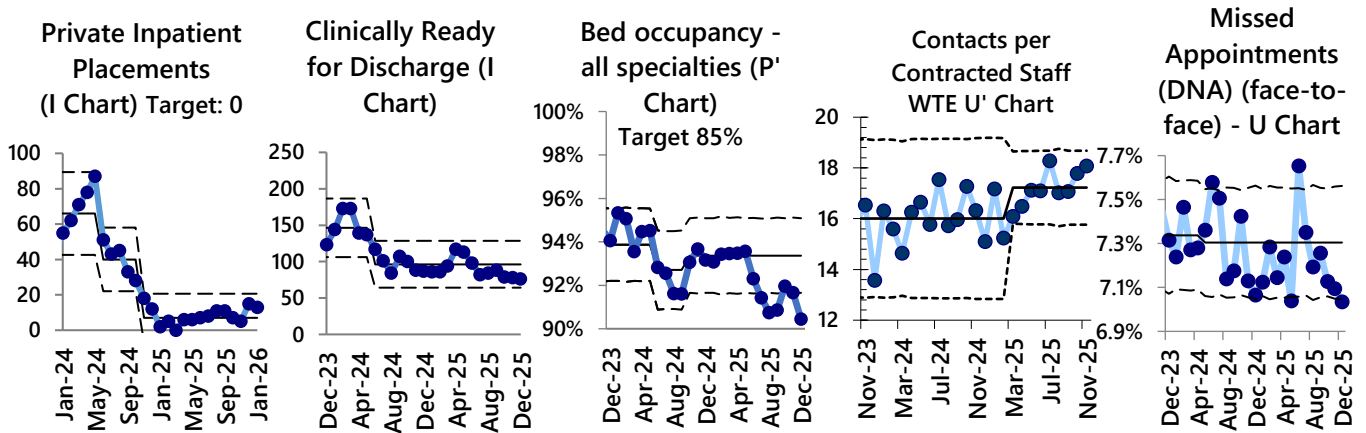 Private Inpatient
Placements
(I Chart) Target: 0
100
80
60
40
20
0
Jan-24
May-24
Sep-24
Jan-25
May-25
Sep-25
Jan-26
Clinically Ready
for Discharge (I
Chart)
250
200
150
100
50
0
Dec-23
Apr-24
Aug-24
Dec-24
Apr-25
Aug-25
Dec-25
Bed occupancy -
all specialties (P'
Chart)
Target 85%
100%
98%
96%
94%
92%
90%
Dec-23
Apr-24
Aug-24
Dec-24
Apr-25
Aug-25
Dec-25
Contacts per
Contracted Staff
WTE U' Chart
20
18
16
14
12
Nov-23
Mar-24
Jul-24
Nov-24
Mar-25
Jul-25
Nov-25
Missed
Appointments
(DNA) (face-to-
face) - U Chart
7.7%
7.5%
7.3%
7.1%
6.9%
Dec-23
Apr-24
Aug-24
Dec-24
Apr-25
Aug-25
Dec-25